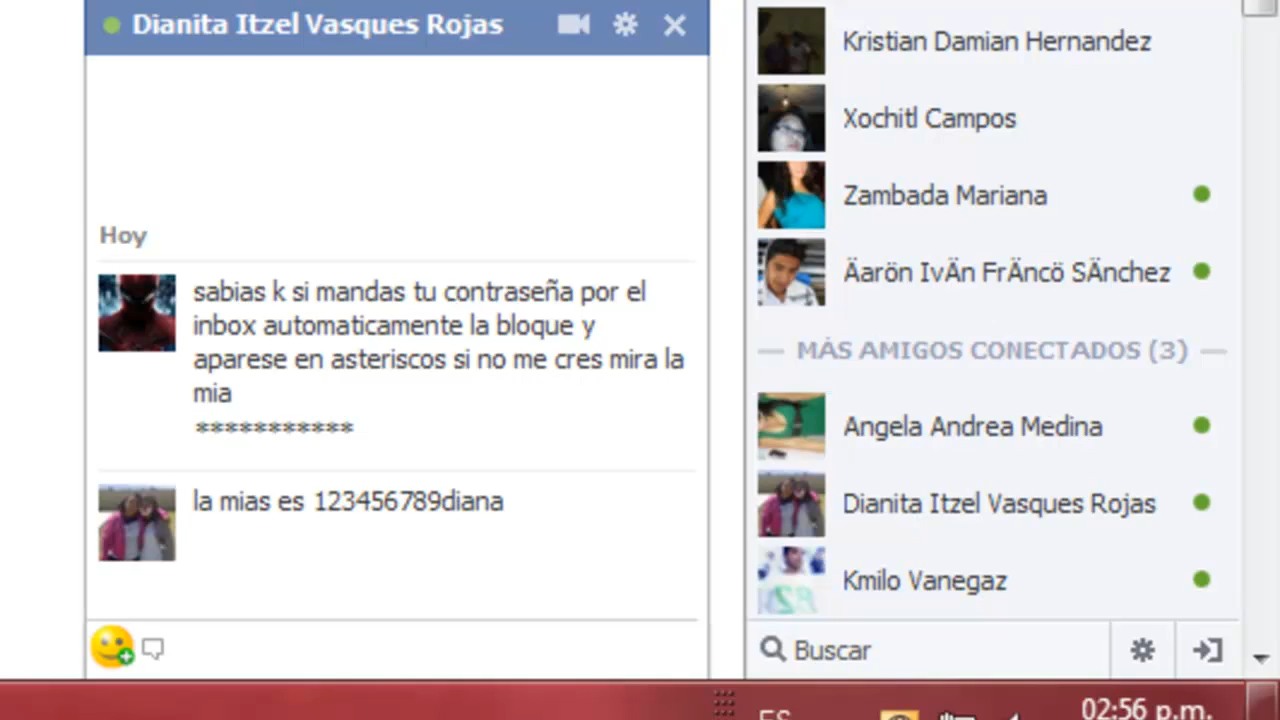 Dianita Itzel Vasques Rojas
Hoy
sabias k si mandas tu contraseña por el
inbox automaticamente la bloque y
aparese en asteriscos si no me cres mira la
mia
***********
la mias es 123456789diana
Kristian Damian Hernandez
Xochitl Campos
Zambada Mariana
Äarön IvÄn FrÄncö SÄnchez
MÁS AMIGOS CONECTADOS (3)
Angela Andrea Medina
Dianita Itzel Vasques Rojas
Kmilo Vanegaz
Buscar
ES
02:56 p.m.